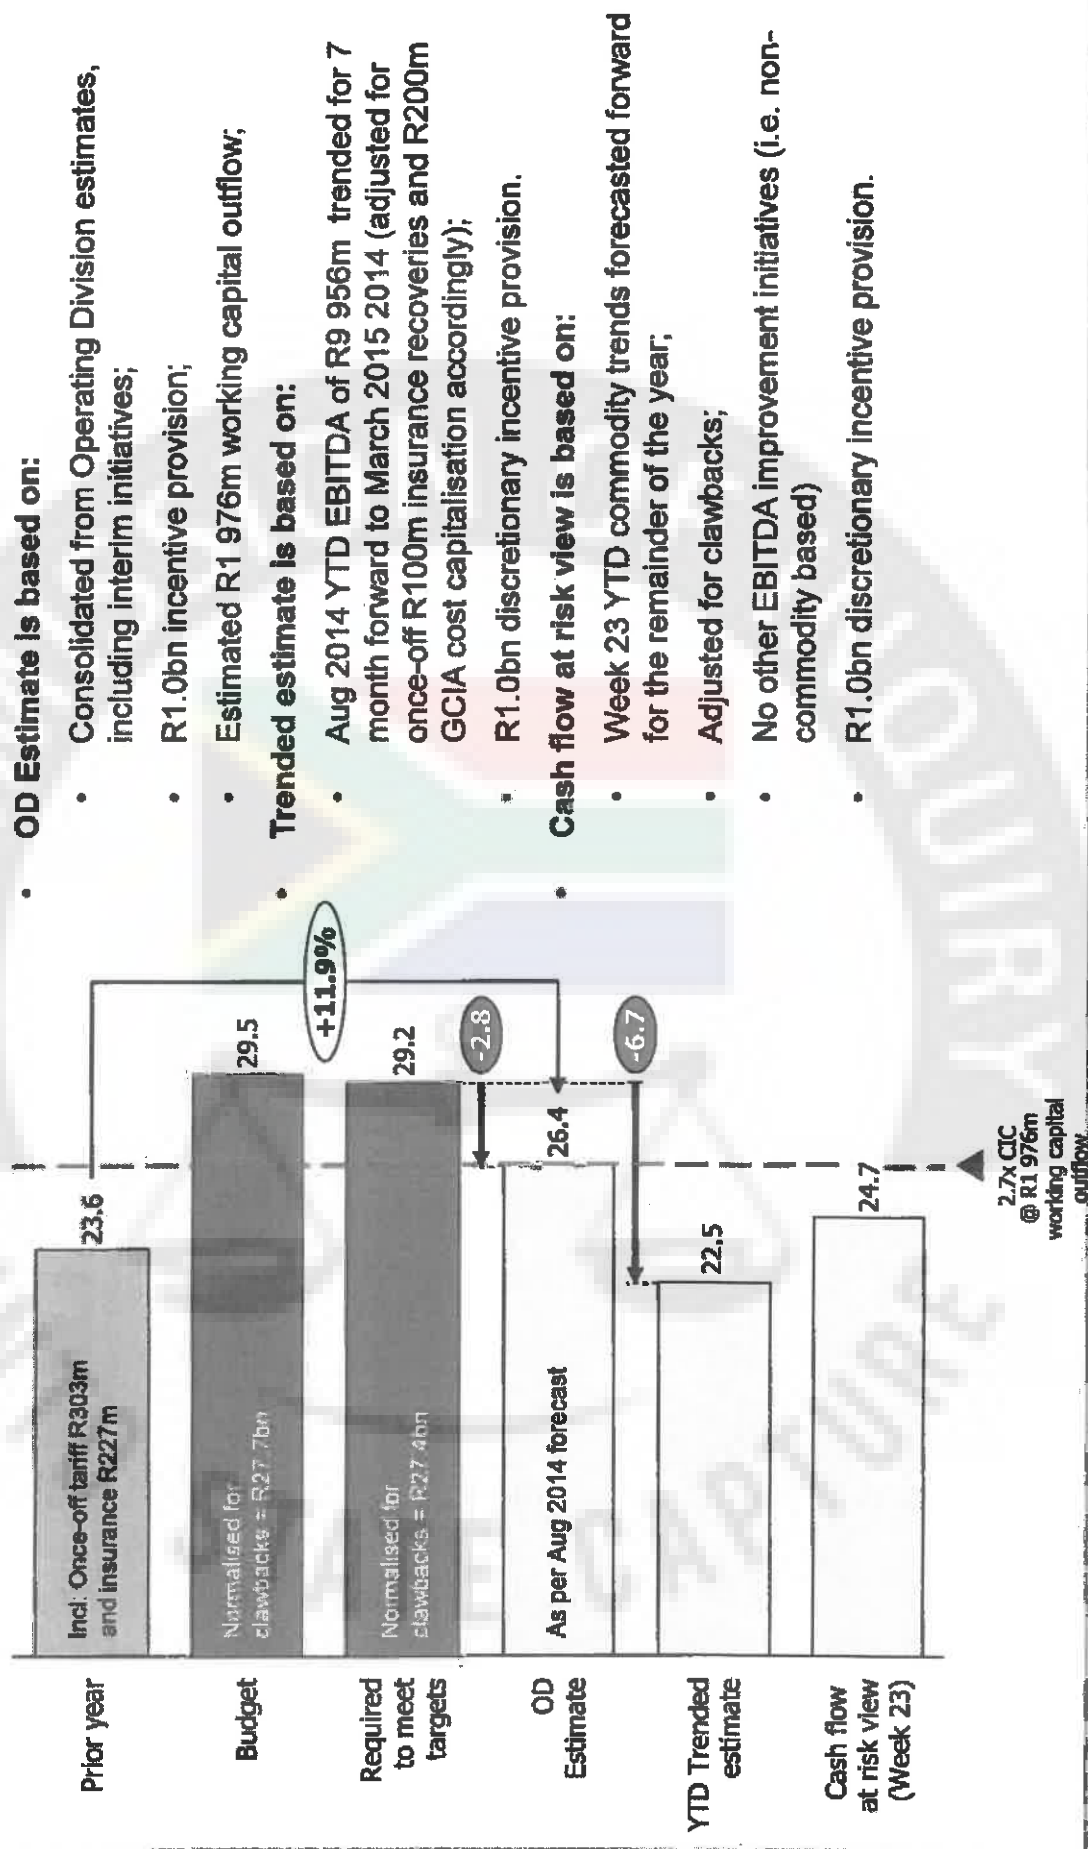 Prior year
Incl. Once-off tariff R303m
and insurance R227m
23.6
Budget
Normalised for
clawbacks = R27.7bn
29.5
Required
to meet
targets
Normalised for
clawbacks = R27.4bn
29.2
OD
Estimate
As per Aug 2014 forecast
26.4
YTD Trended
estimate
22.5
Cash flow
at risk view
(Week 23)
24.7
+11.9%
-2.8
-6.7
2.7x CIC
@ R1 976m
working capital
outflow
• OD Estimate is based on:
• Consolidated from Operating Division estimates,
including interim initiatives;
• R1.0bn incentive provision;
• Estimated R1 976m working capital outflow;
• Trended estimate is based on:
• Aug 2014 YTD EBITDA of R9 956m trended for 7
month forward to March 2015 2014 (adjusted for
once-off R100m insurance recoveries and R200m
GCIA cost capitalisation accordingly);
• R1.0bn discretionary incentive provision.
• Cash flow at risk view is based on:
• Week 23 YTD commodity trends forecasted forward
for the remainder of the year;
• Adjusted for clawbacks;
• No other EBITDA improvement initiatives (i.e. non-
commodity based)
• R1.0bn discretionary incentive provision.
CAPTURE
QUIRY